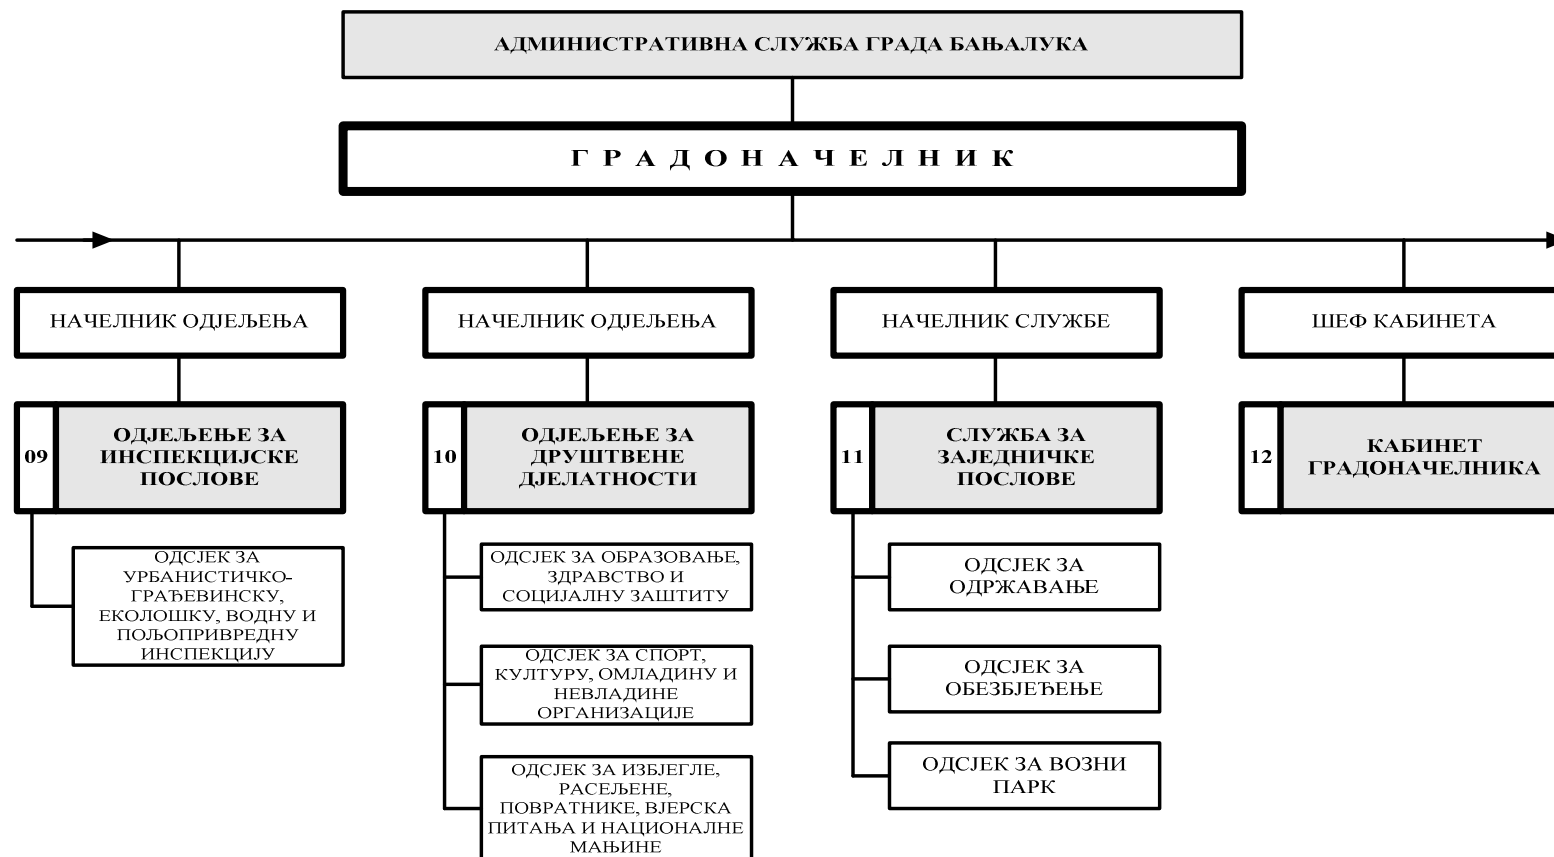 АДМИНИСТРАТИВНА СЛУЖБА ГРАДА БАЊАЛУКА
Г Р А Д О Н А Ч Е Л Н И К
НАЧЕЛНИК ОДЈЕЉЕЊА
НАЧЕЛНИК ОДЈЕЉЕЊА
НАЧЕЛНИК СЛУЖБЕ
ШЕФ КАБИНЕТА
09
ОДЈЕЉЕЊЕ ЗА
ИНСПЕКЦИЈСКЕ
ПОСЛОВЕ
10
ОДЈЕЉЕЊЕ ЗА
ДРУШТВЕНЕ
ДЈЕЛАТНОСТИ
11
СЛУЖБА ЗА
ЗАЈЕДНИЧКЕ
ПОСЛОВЕ
12
КАБИНЕТ
ГРАДОНАЧЕЛНИКА
ОДСЈЕК ЗА
УРБАНИСТИЧКО-
ГРАЂЕВИНСКУ,
ЕКОЛОШКУ, ВОДНУ И
ПОЉОПРИВРЕДНУ
ИНСПЕКЦИЈУ
ОДСЈЕК ЗА ОБРАЗОВАЊЕ,
ЗДРАВСТВО И
СОЦИЈАЛНУ ЗАШТИТУ
ОДСЈЕК ЗА СПОРТ,
КУЛТУРУ, ОМЛАДИНУ И
НЕВЛАДИНЕ
ОРГАНИЗАЦИЈЕ
ОДСЈЕК ЗА ИЗБЈЕГЛЕ,
РАСЕЉЕНЕ,
ПОВРАТНИКЕ, ВЈЕРСКА
ПИТАЊА И НАЦИОНАЛНЕ
МАЊИНЕ
ОДСЈЕК ЗА
ОДРЖАВАЊЕ
ОДСЈЕК ЗА
ОБЕЗБЈЕЂЕЊЕ
ОДСЈЕК ЗА ВОЗНИ
ПАРК